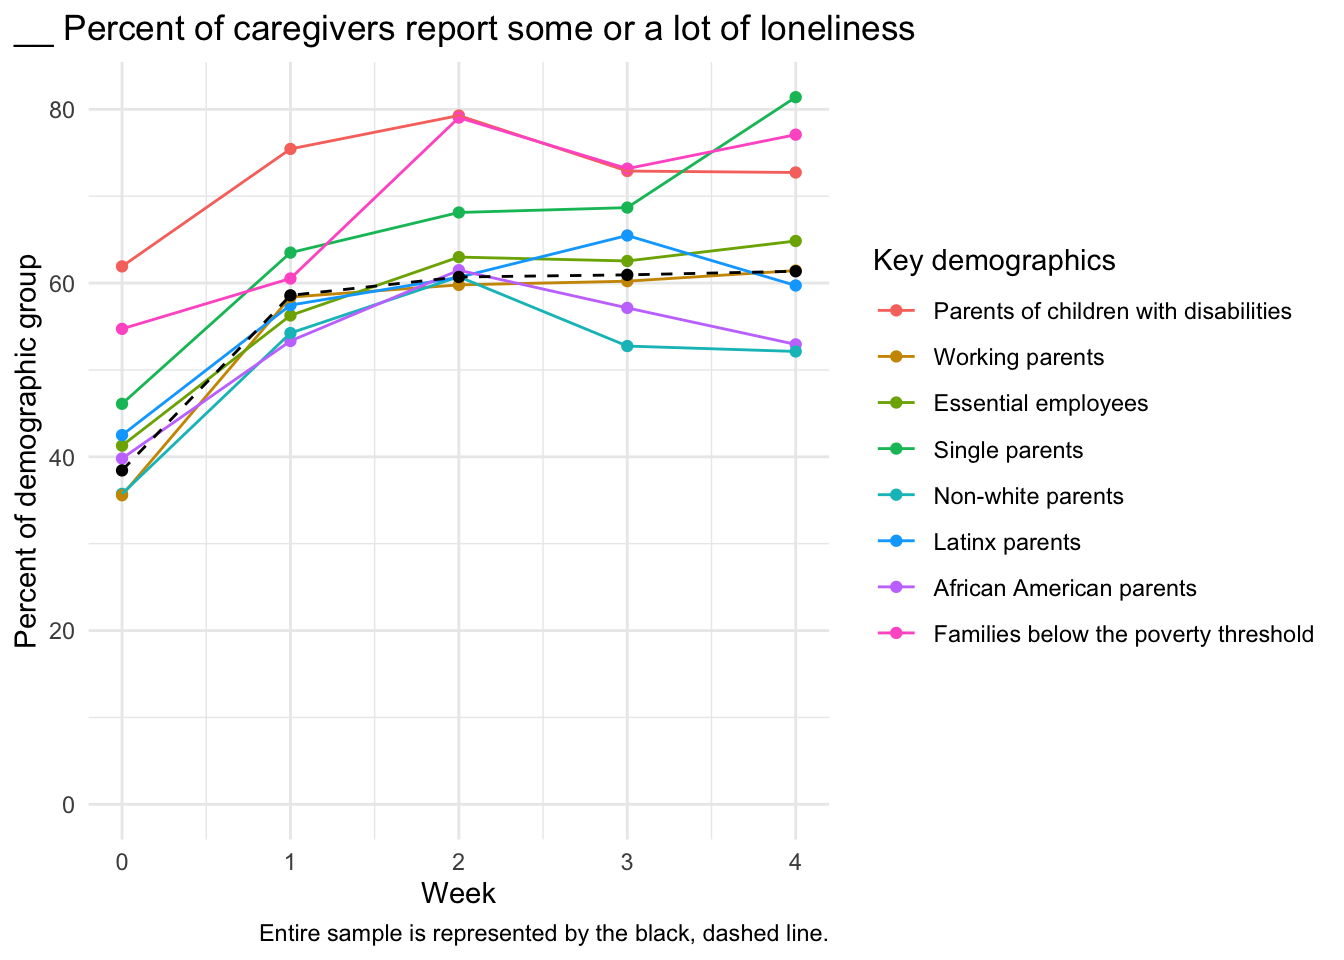 __ Percent of caregivers report some or a lot of loneliness
Percent of demographic group
80
60
40
20
0
0 1 2 3 4
Week
Key demographics
Parents of children with disabilities
Working parents
Essential employees
Single parents
Non-white parents
Latinx parents
African American parents
Families below the poverty threshold
Entire sample is represented by the black, dashed line.